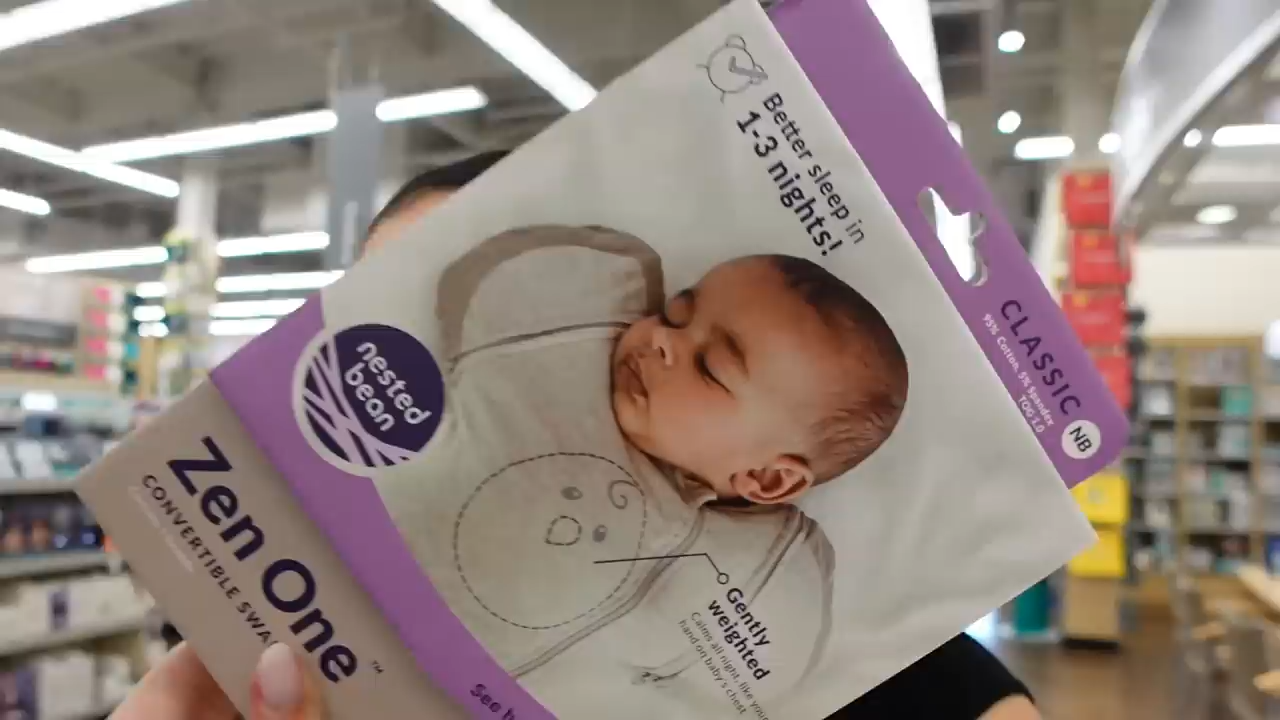 Better sleep in
1-3 nights!
CLASSIC
95% Cotton, 5% Spandex
TOG 1.0
NB
nested
bean
Zen One
™
CONVERTIBLE
Gently
weighted
Calms all night, like your
hand on baby's chest
See